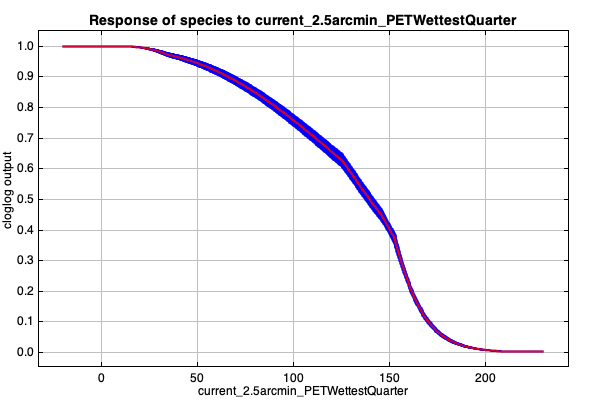 Response of species to current_2.5arcmin_PETWettestQuarter
1.0
0.9
0.8
0.7
0.6
0.5
0.4
0.3
0.2
0.1
0.0
cloglog output
0 50 100 150 200
current_2.5arcmin_PETWettestQuarter